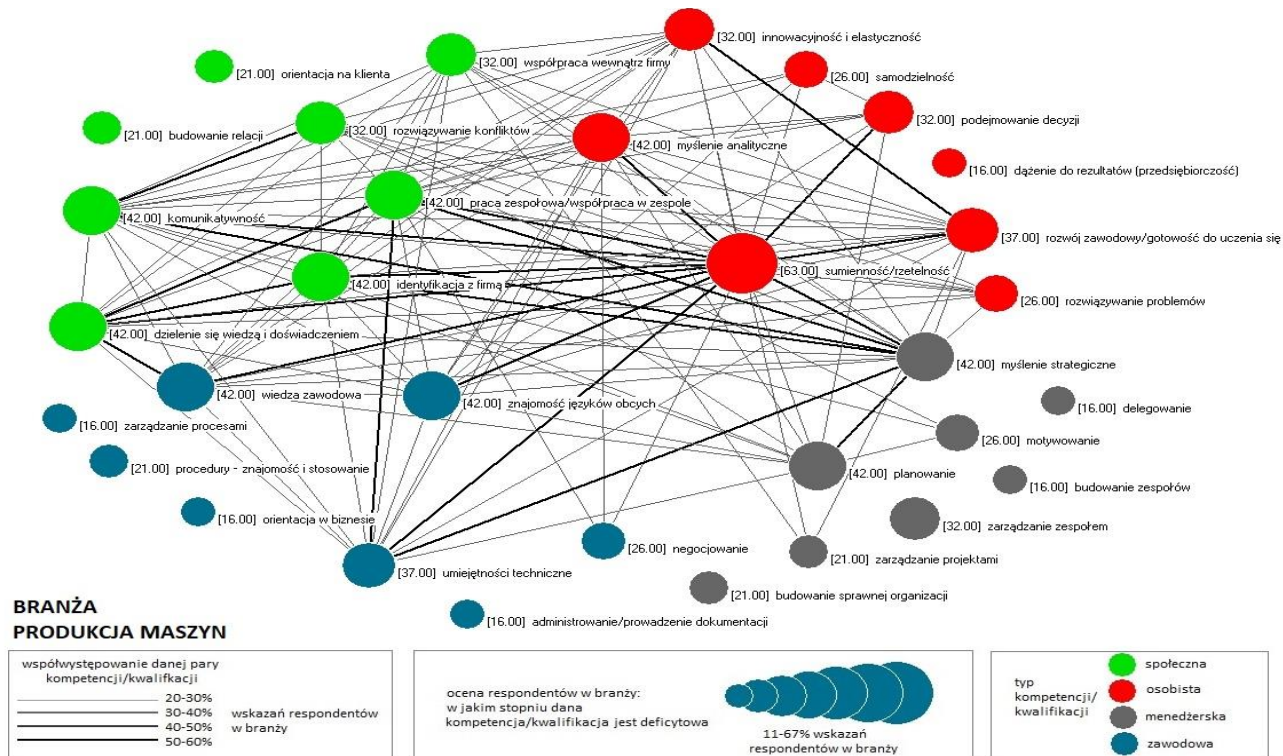 [32.00] innowacyjność i elastyczność
[32.00] współpraca wewnątrz firmy
[21.00] orientacja na klienta
[26.00] samodzielność
[32.00] podejmowanie decyzji
[21.00] budowanie relacji
[32.00] rozwiązywanie konfliktów
[42.00] myślenie analityczne
[16.00] dążenie do rezultatów (przedsiębiorczość)
[42.00] komunikatywność
[42.00] praca zespołowa/współpraca w zespole
[37.00] rozwój zawodowy/gotowość do uczenia się
[63.00] sumienność/rzetelność
[42.00] identyfikacja z firmą
[26.00] rozwiązywanie problemów
[42.00] dzielenie się wiedzą i doświadczeniem
[42.00] myślenie strategiczne
[42.00] wiedza zawodowa
[42.00] znajomość języków obcych
[16.00] delegowanie
[16.00] zarządzanie procesami
[26.00] motywowanie
[21.00] procedury - znajomość i stosowanie
[42.00] planowanie
[16.00] budowanie zespołów
[16.00] orientacja w biznesie
[32.00] zarządzanie zespołem
[26.00] negocjowanie
[21.00] zarządzanie projektami
[37.00] umiejętności techniczne
[21.00] budowanie sprawnej organizacji
[16.00] administrowanie/prowadzenie dokumentacji
BRANŻA
PRODUKCJA MASZYN
współwystępowanie danej pary
kompetencji/kwalifkacji
20-30%
30-40%
40-50%
50-60%
wskazań respondentów
w branży
ocena respondentów w branży:
w jakim stopniu dana
kompetencja/kwalifikacja jest deficytowa
11-67% wskazań
respondentów w branży
typ
kompetencji/
kwalifikacji
społeczna
osobista
menedżerska
zawodowa